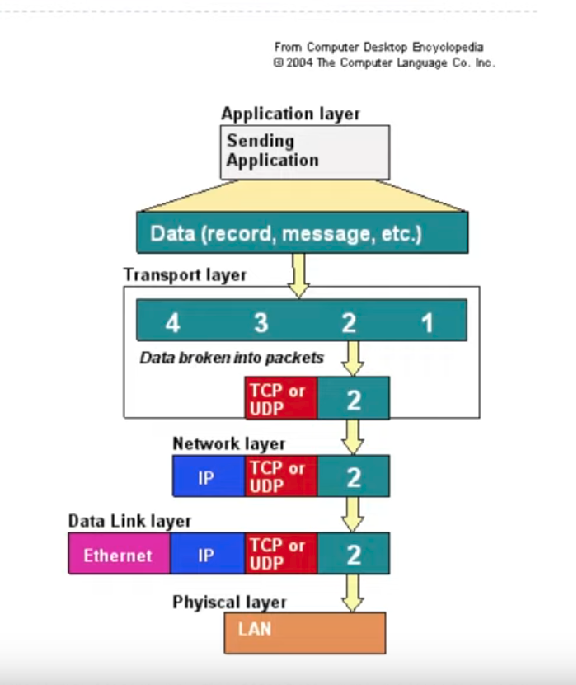 From Computer Desktop Encyclopedia
© 2004 The Computer Language Co. Inc.
Application layer
Sending
Application
Data (record, message, etc.)
Transport layer
4 3 2 1
Data broken into packets
TCP or
UDP
2
Network layer
IP
TCP or
UDP
2
Data Link layer
Ethernet
IP
TCP or
UDP
2
Phyiscal layer
LAN